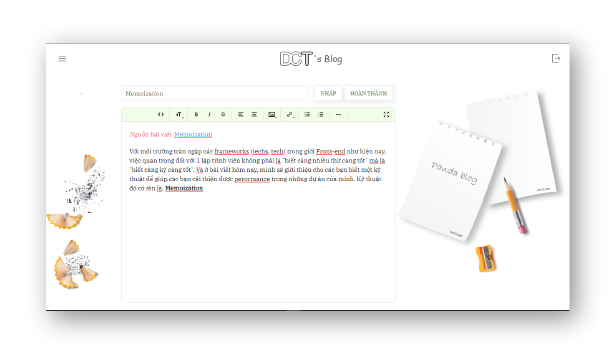 DCT 's Blog
Memoization
NHÁP
HOÀN THÀNH
Nguồn bài viết: Memoization
Với môi trường tràn ngập các frameworks (techs, tech) trong giới Front-end như hiện nay,
việc quan trọng đối với 1 lập trình viên không phải là "biết càng nhiều thứ càng tốt" mà là
"biết càng kỹ càng tốt". Và ở bài viết hôm nay, mình sẽ giới thiệu cho các bạn biết một kỹ
thuật để giúp các bạn cải thiện được perormance trong những dự án của mình. Kỹ thuật
đó có tên là: Memoization
Panda blog